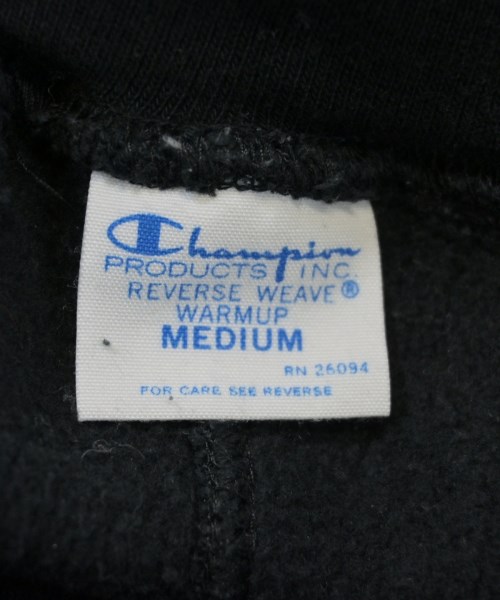 Champion
PRODUCTS INC.
REVERSE WEAVE®
WARMUP
MEDIUM
RN 26094
FOR CARE SEE REVERSE